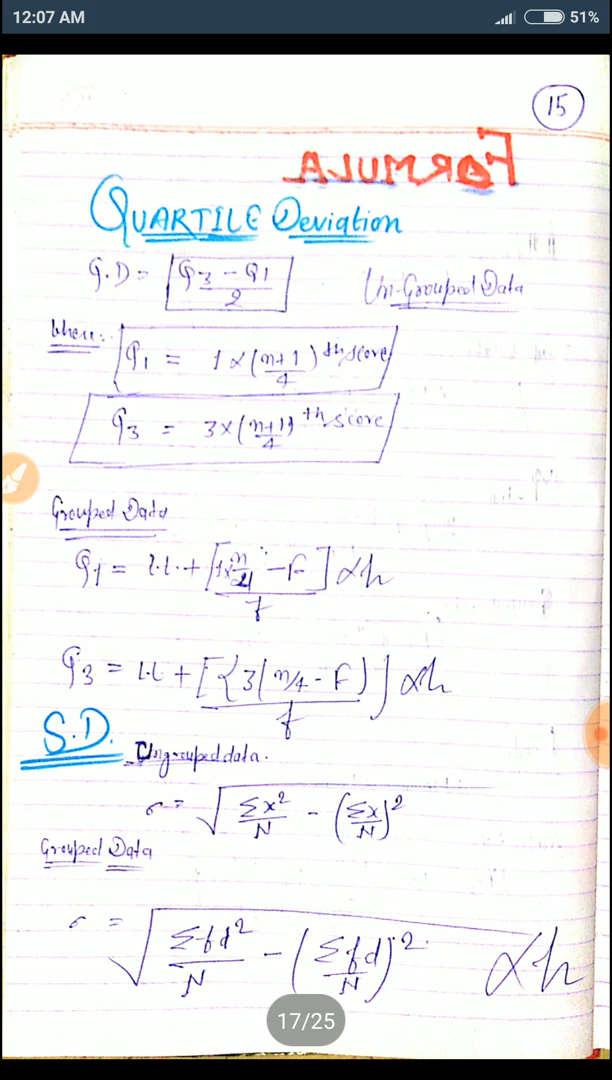 12:07 AM 51%
15
FORMULA
QUARTILE Deviation
Q.D = Q3 - Q1 / 2 Un-Grouped Data
Where:- Q1 = 1 × (n+1 / 4) th score
Q3 = 3 × (n+1 / 4) th score
Grouped Data
Q1 = l.l. + [1×n/4 - F] / f × h
Q3 = l.l + [{3(n/4 - F)] / f × h
S.D. Ungrouped data.
σ = √ Σx²/N - (Σx/N)²
Grouped Data
σ = √ Σfd²/N - (Σfd/N)² × h
17/25